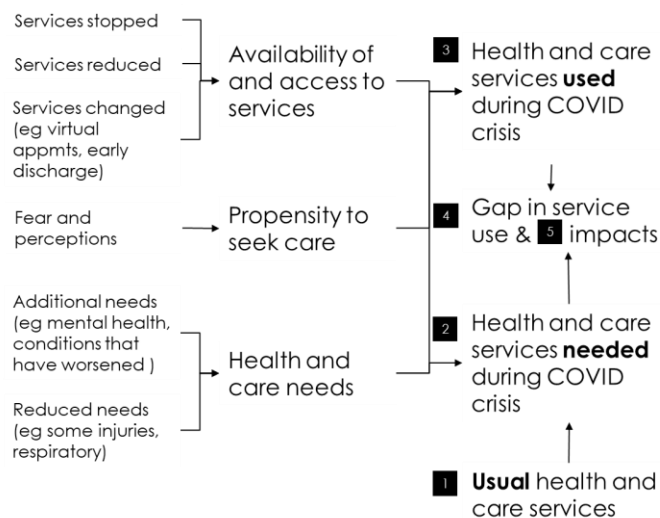 Services stopped
Services reduced
Services changed
(eg virtual
appmts, early
discharge)
Fear and
perceptions
Additional needs
(eg mental health,
conditions that
have worsened )
Reduced needs
(eg some injuries,
respiratory)
Availability of
and access to
services
Propensity to
seek care
Health and
care needs
3 Health and care
services used
during COVID
crisis
4 Gap in service
use & 5 impacts
2 Health and care
services needed
during COVID
crisis
1 Usual health and
care services